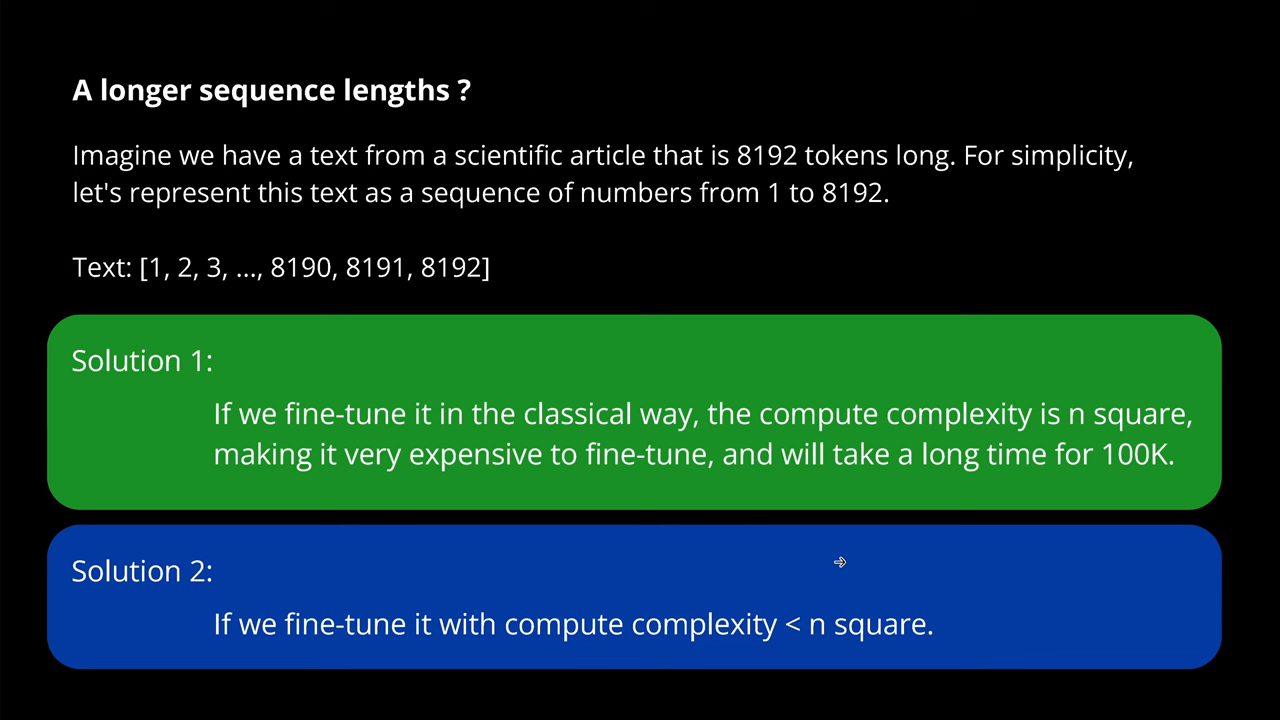 A longer sequence lengths ?
Imagine we have a text from a scientific article that is 8192 tokens long. For simplicity,
let's represent this text as a sequence of numbers from 1 to 8192.
Text: [1, 2, 3, ..., 8190, 8191, 8192]
Solution 1:
If we fine-tune it in the classical way, the compute complexity is n square,
making it very expensive to fine-tune, and will take a long time for 100K.
Solution 2:
If we fine-tune it with compute complexity < n square.